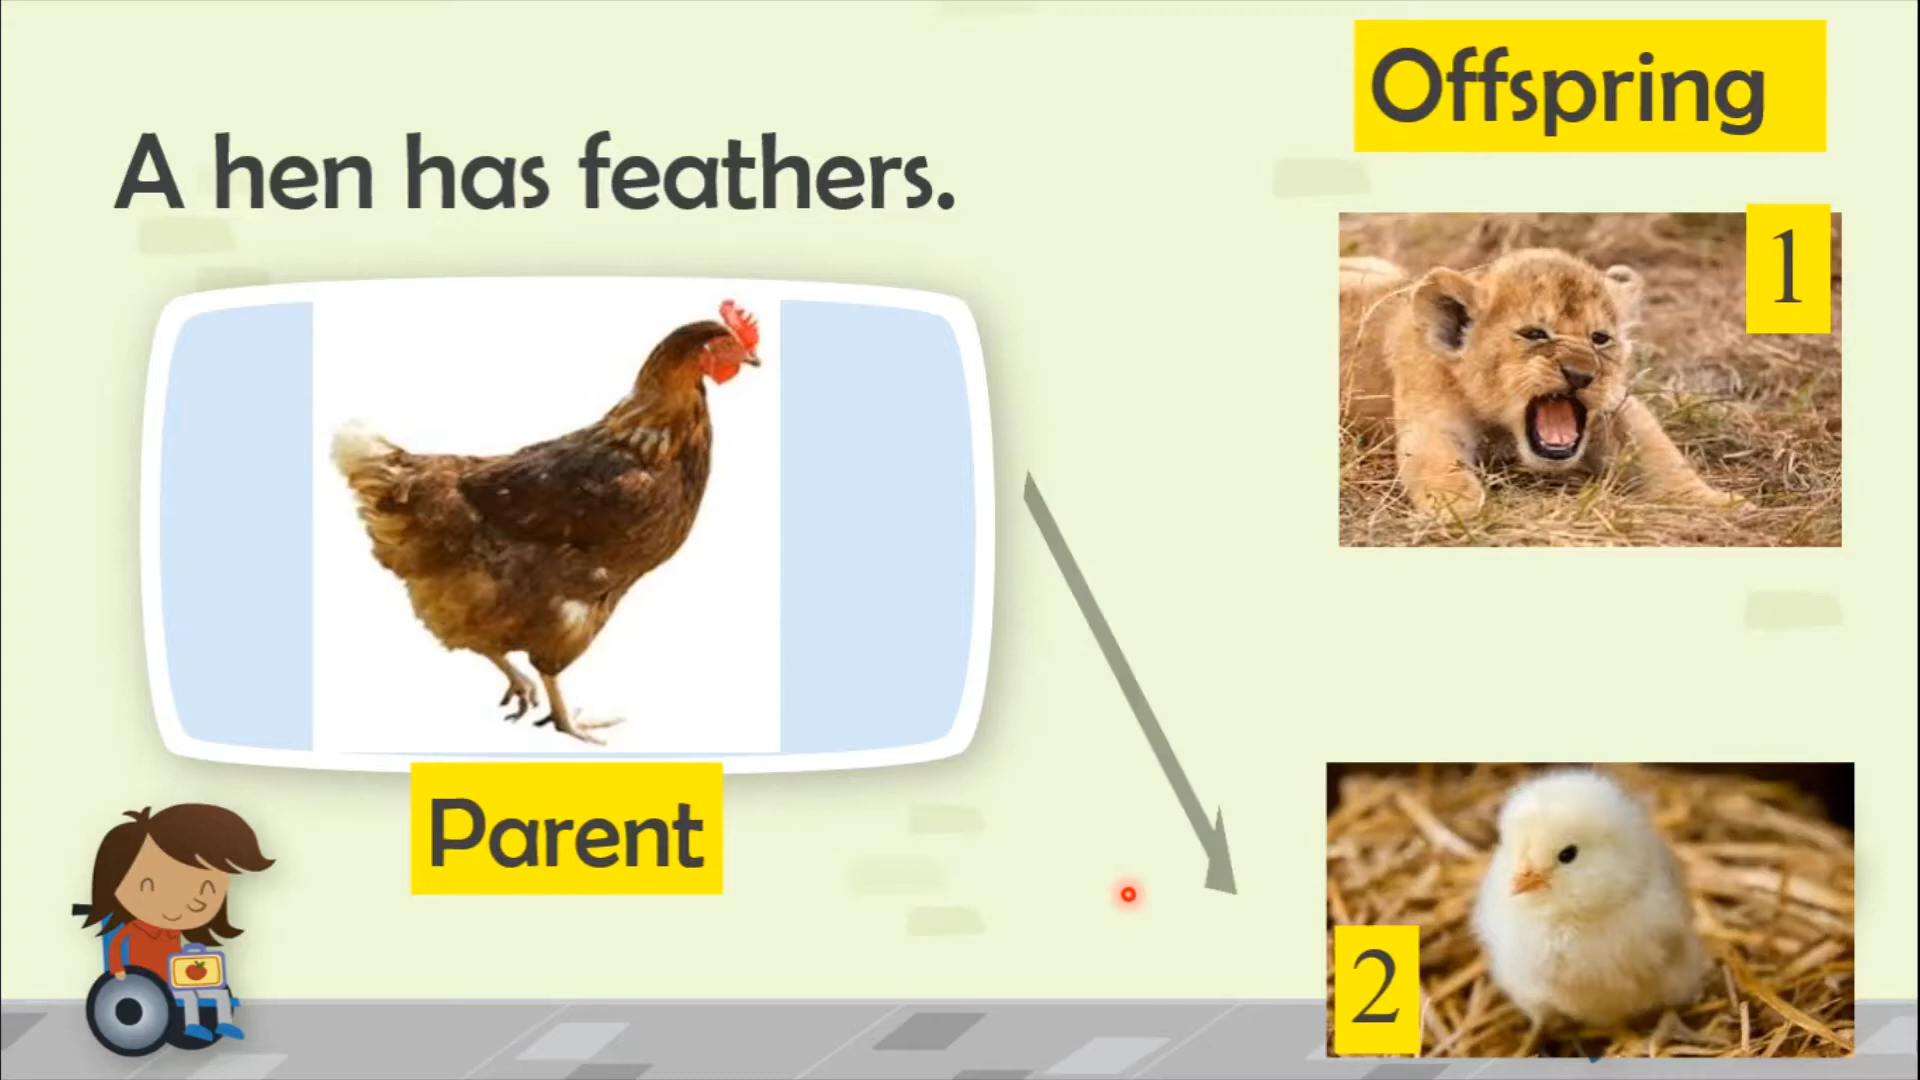 Offspring
A hen has feathers.
1
Parent
2